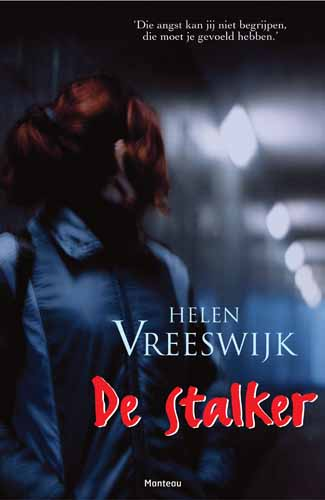 'Die angst kan jij niet begrijpen,
die moet je gevoeld hebben.'
HELEN
VREESWIJK
De Stalker
Manteau